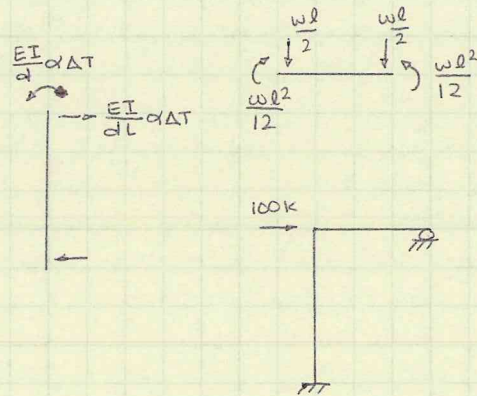 EI/d αΔT
EI/dL αΔT
wl/2 wl/2
wl²/12 wl²/12
100K